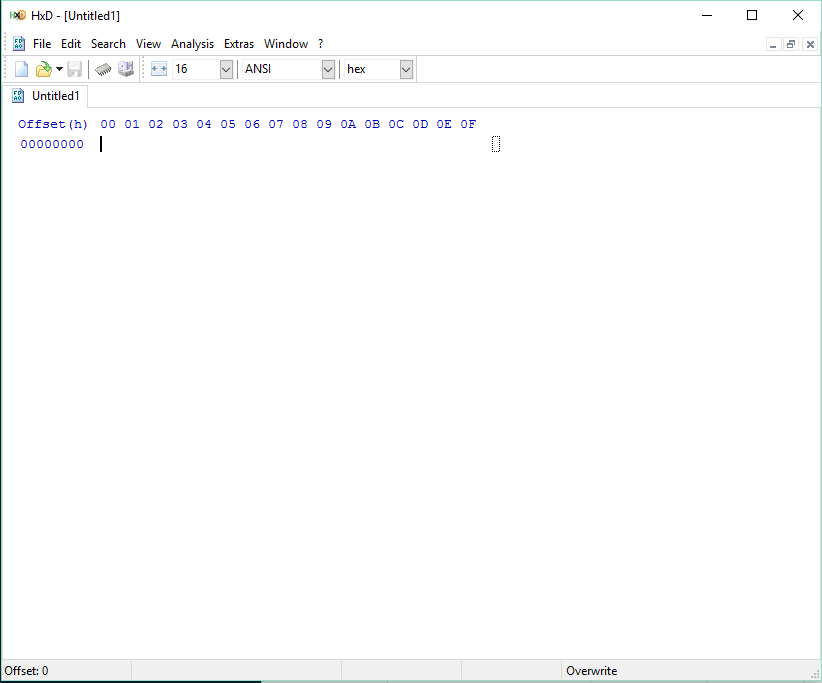 HxD - [Untitled1]
File Edit Search View Analysis Extras Window ?
16 ANSI hex
Untitled1
Offset(h) 00 01 02 03 04 05 06 07 08 09 0A 0B 0C 0D 0E 0F
00000000
Offset: 0 Overwrite